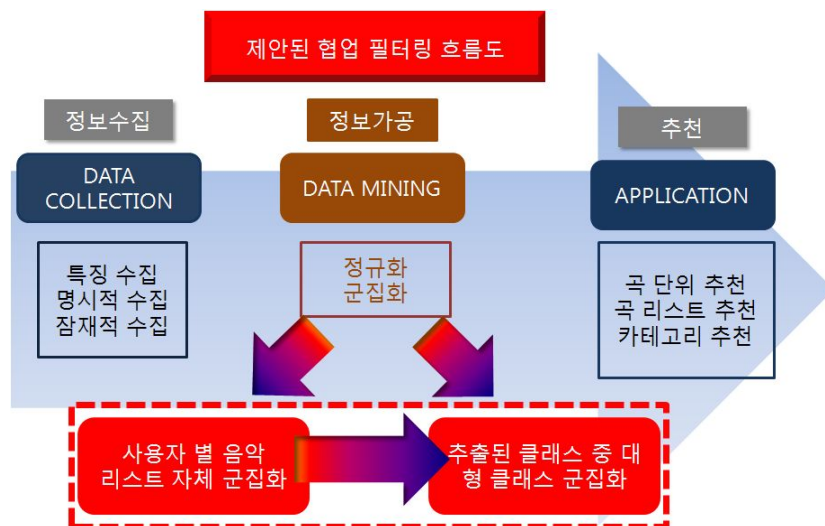 제안된 협업 필터링 흐름도
정보수집
정보가공
추천
DATA
COLLECTION
DATA MINING
APPLICATION
특징 수집
명시적 수집
잠재적 수집
정규화
군집화
곡 단위 추천
곡 리스트 추천
카테고리 추천
사용자 별 음악
리스트 자체 군집화
추출된 클래스 중 대
형 클래스 군집화